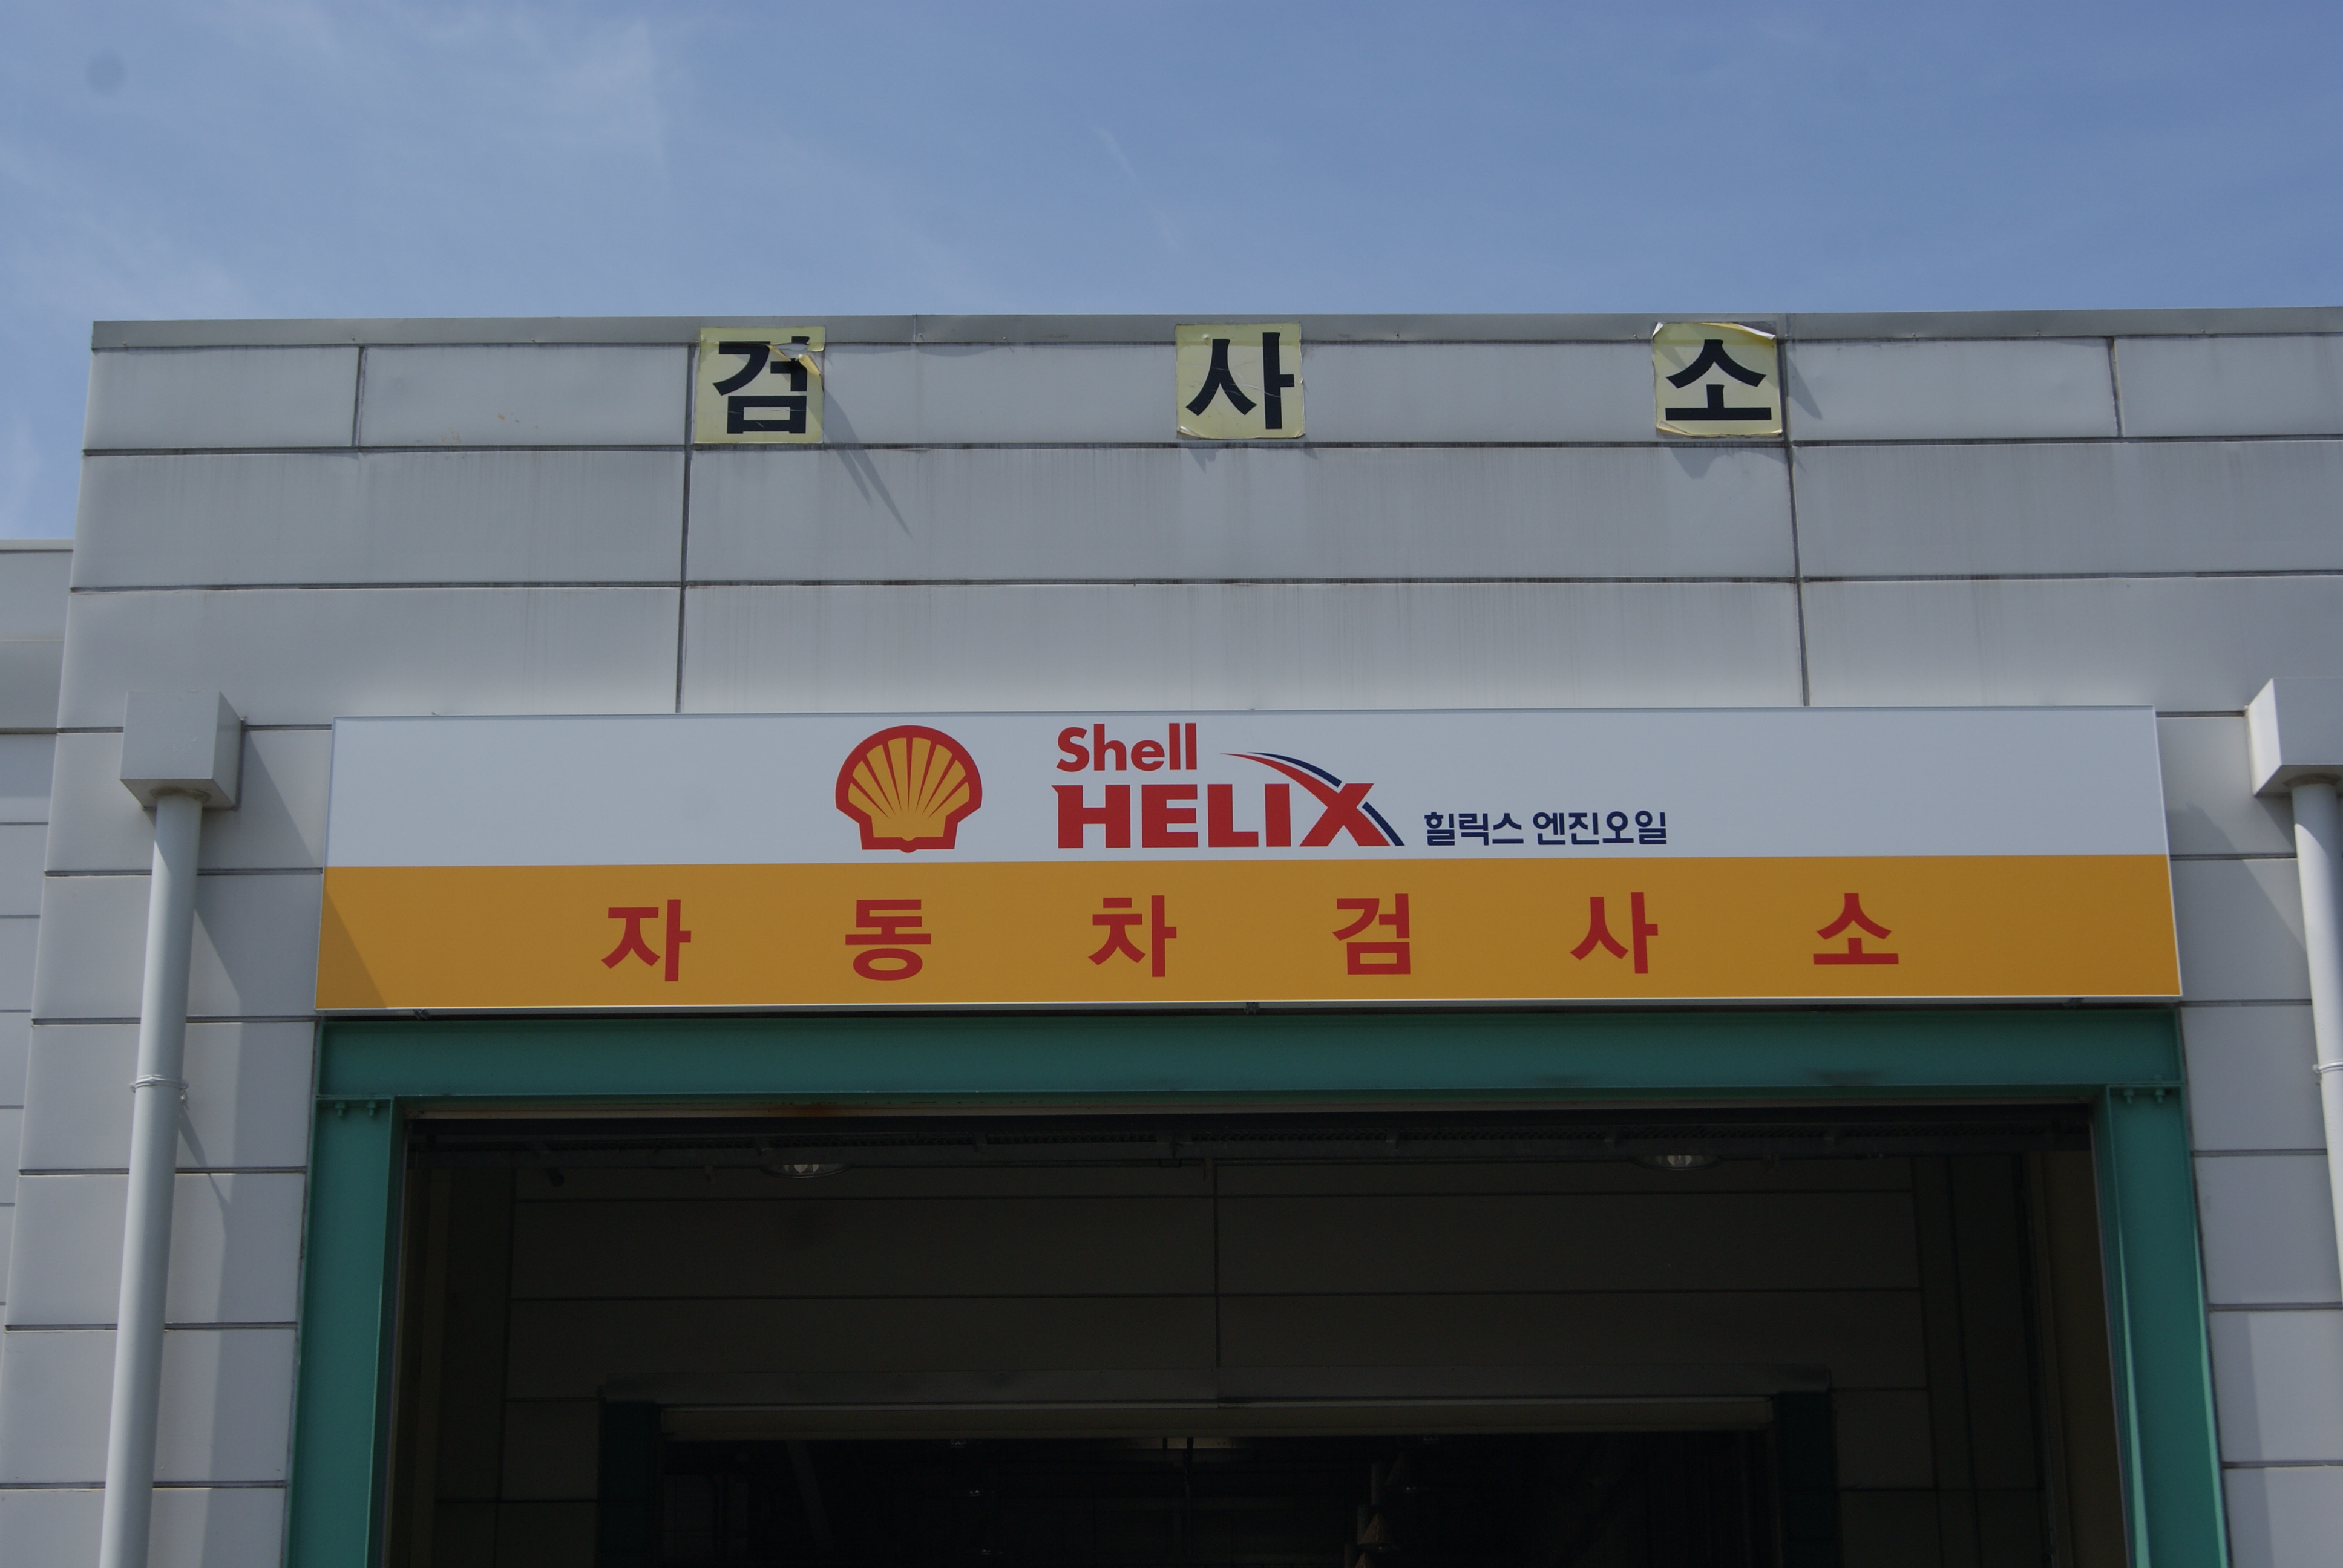 검 사 소
Shell
HELIX 힐릭스 엔진오일
자 동 차 검 사 소